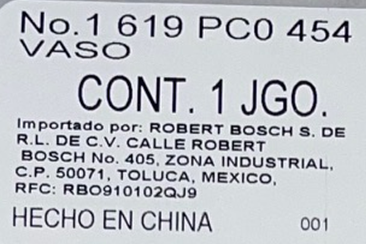 No.1 619 PC0 454
VASO
CONT. 1 JGO.
Importado por: ROBERT BOSCH S. DE
R.L. DE C.V. CALLE ROBERT
BOSCH No. 405, ZONA INDUSTRIAL,
C.P. 50071, TOLUCA, MEXICO,
RFC: RBO910102QJ9
HECHO EN CHINA 001